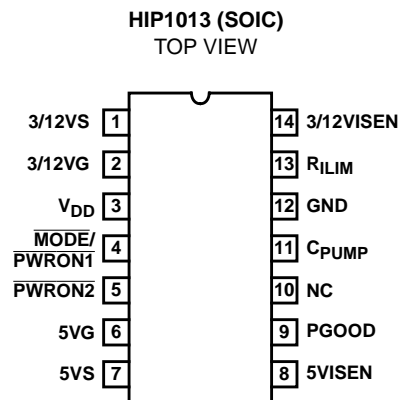 HIP1013 (SOIC)
TOP VIEW
3/12VS 1
14 3/12VISEN
3/12VG 2
13 RILIM
VDD 3
12 GND
MODE/
PWRON1 4
11 CPUMP
PWRON2 5
10 NC
5VG 6
9 PGOOD
5VS 7
8 5VISEN